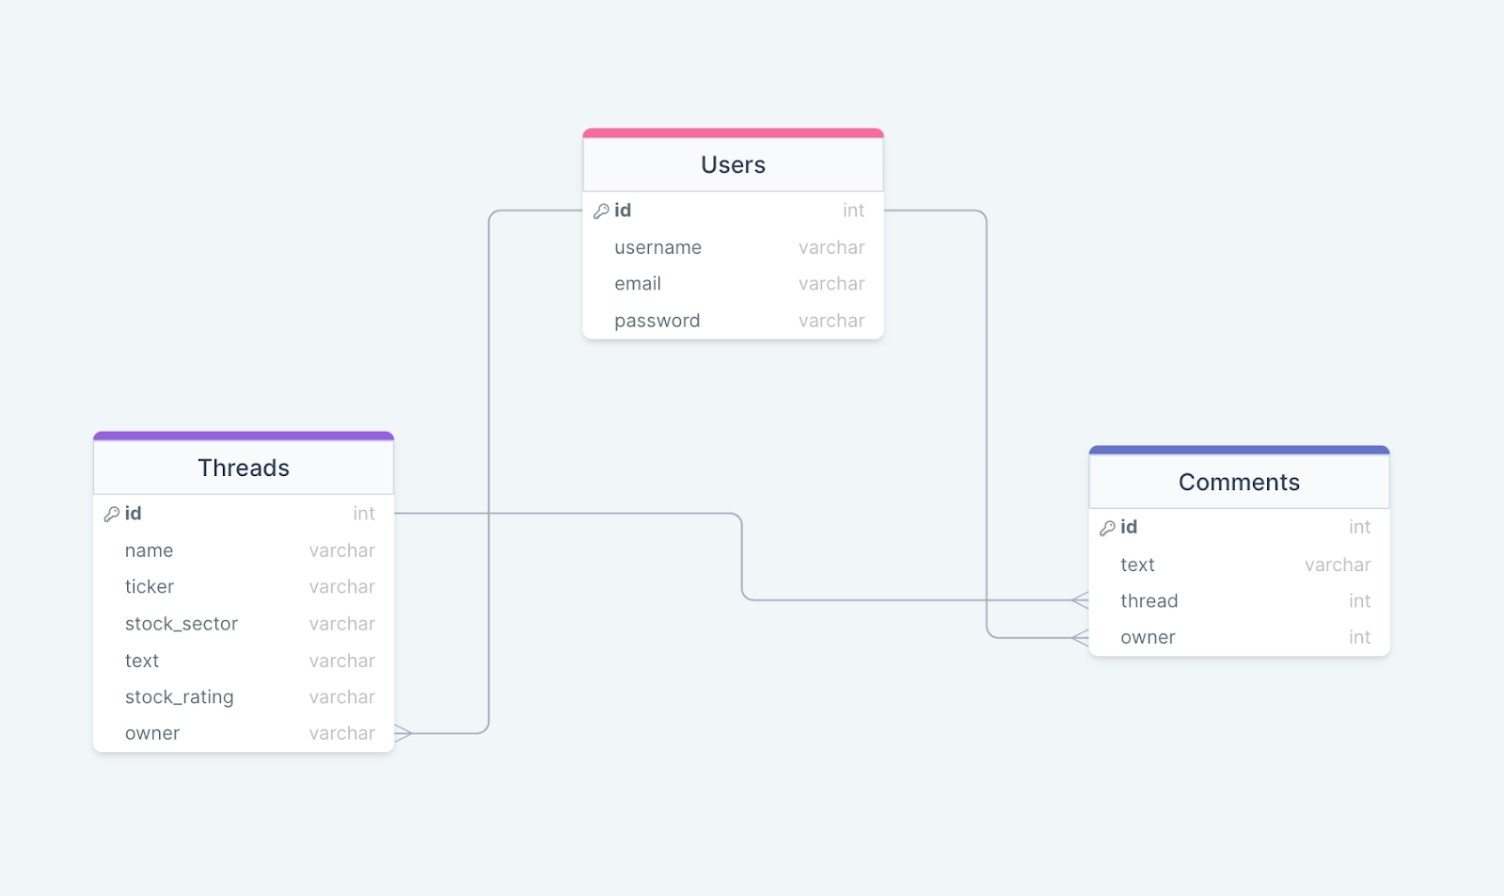 Users
id int
username varchar
email varchar
password varchar
Threads
id int
name varchar
ticker varchar
stock_sector varchar
text varchar
stock_rating varchar
owner varchar
Comments
id int
text varchar
thread int
owner int